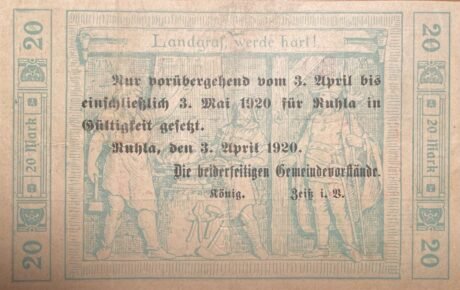 Landgraf, werde hart!
Nur vorübergehend vom 3. April bis
einschließlich 3. Mai 1920 für Ruhla in
Gültigkeit gesetzt.
Ruhla, den 3. April 1920.
Die beiderseitigen Gemeindevorstände.
König. Zeiß i. V.
20
20 Mark
20
20
20 Mark
20